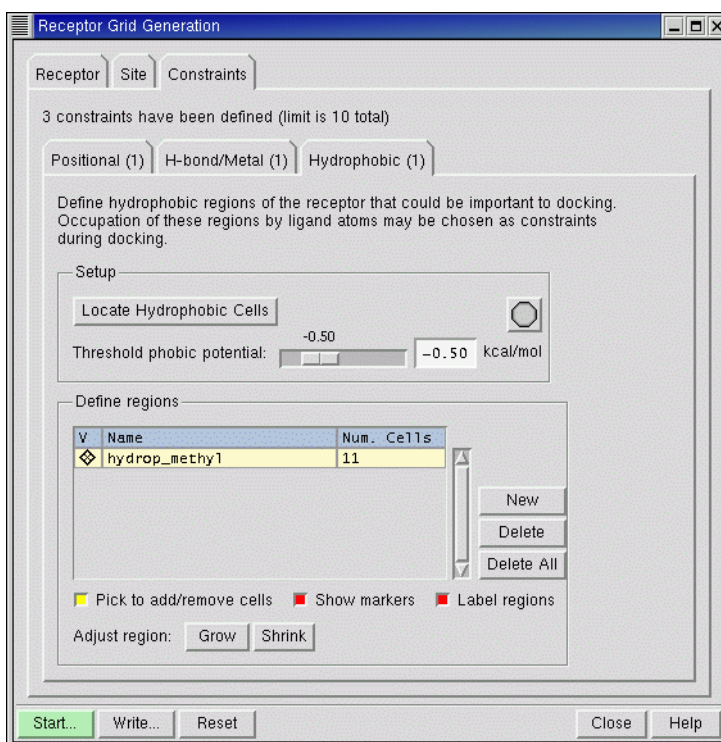 Receptor Grid Generation
Receptor Site Constraints
3 constraints have been defined (limit is 10 total)
Positional (1) H-bond/Metal (1) Hydrophobic (1)
Define hydrophobic regions of the receptor that could be important to docking.
Occupation of these regions by ligand atoms may be chosen as constraints
during docking.
Setup
Locate Hydrophobic Cells
-0.50
Threshold phobic potential: -0.50 kcal/mol
Define regions
V Name Num. Cells
hydrop_methyl 11
New
Delete
Delete All
Pick to add/remove cells Show markers Label regions
Adjust region: Grow Shrink
Start... Write... Reset Close Help